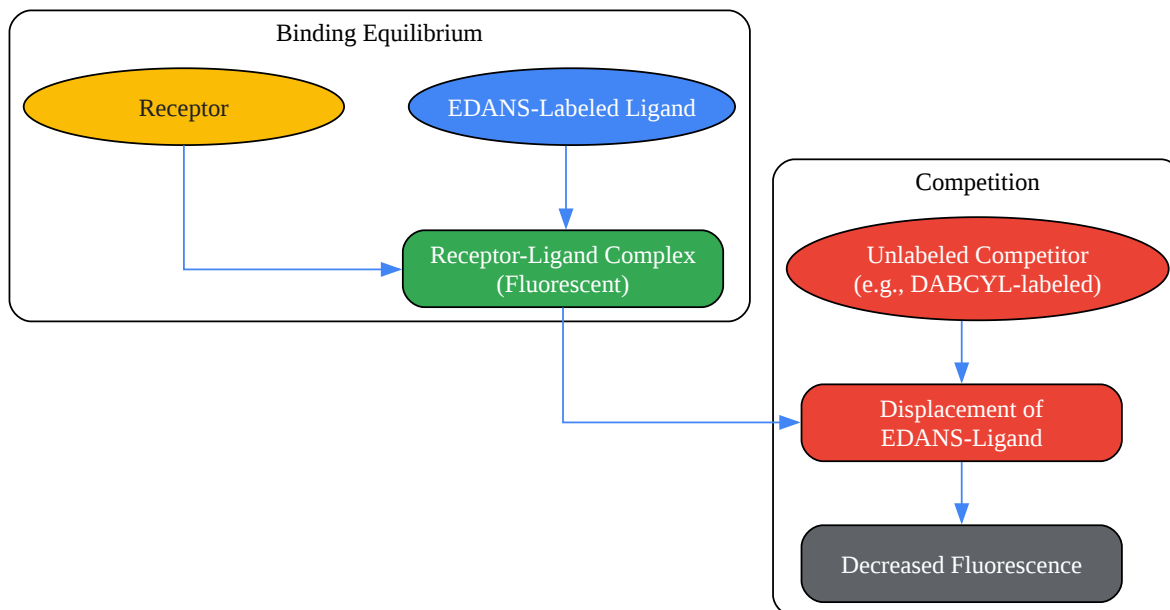 Binding Equilibrium
Receptor
EDANS-Labeled Ligand
Receptor-Ligand Complex
(Fluorescent)
Competition
Unlabeled Competitor
(e.g., DABCYL-labeled)
Displacement of
EDANS-Ligand
Decreased Fluorescence